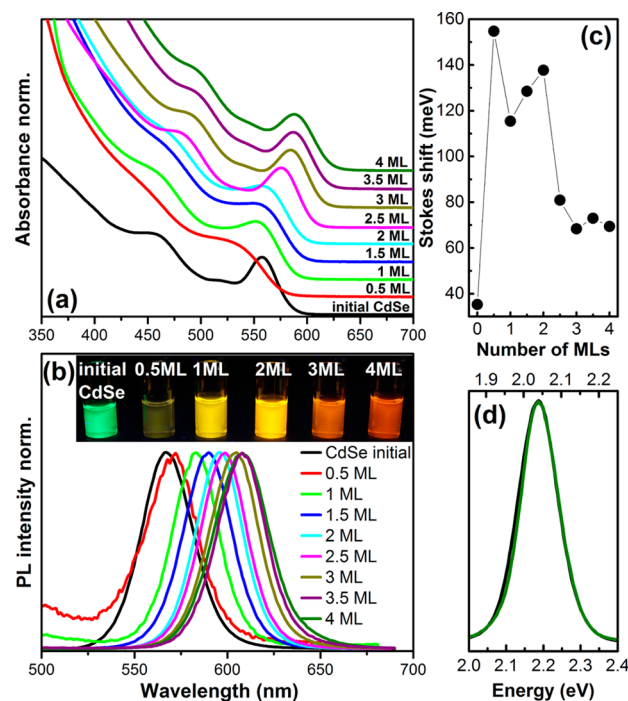 (a)
Absorbance norm.
4 ML
3.5 ML
3 ML
2.5 ML
2 ML
1.5 ML
1 ML
0.5 ML
initial CdSe
350 400 450 500 550 600 650 700
(b)
initial CdSe 0.5ML 1ML 2ML 3ML 4ML
PL intensity norm.
CdSe initial
0.5 ML
1 ML
1.5 ML
2 ML
2.5 ML
3 ML
3.5 ML
4 ML
500 550 600 650 700
Wavelength (nm)
(c)
Stokes shift (meV)
160
140
120
100
80
60
40
0 1 2 3 4
Number of MLs
1.95 2.01 2.10 2.22
(d)
2.0 2.1 2.2 2.3 2.4
Energy (eV)